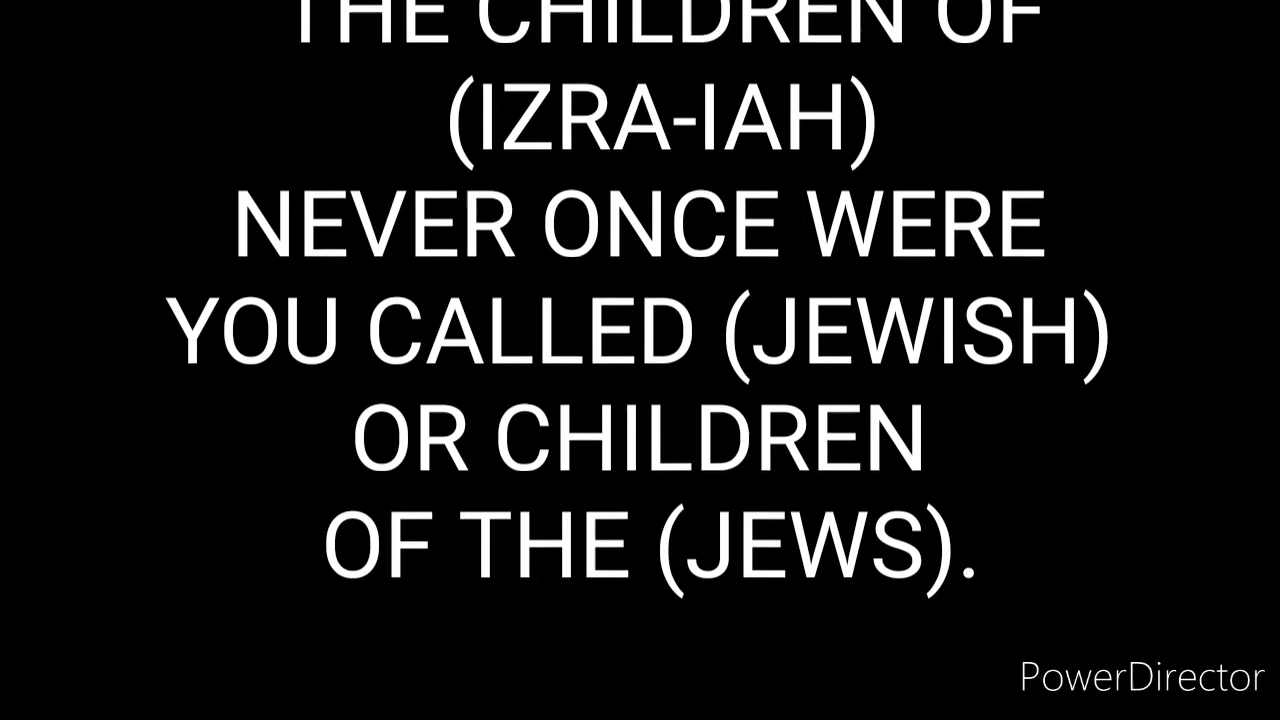 THE CHILDREN OF
(IZRA-IAH)
NEVER ONCE WERE
YOU CALLED (JEWISH)
OR CHILDREN
OF THE (JEWS).
PowerDirector